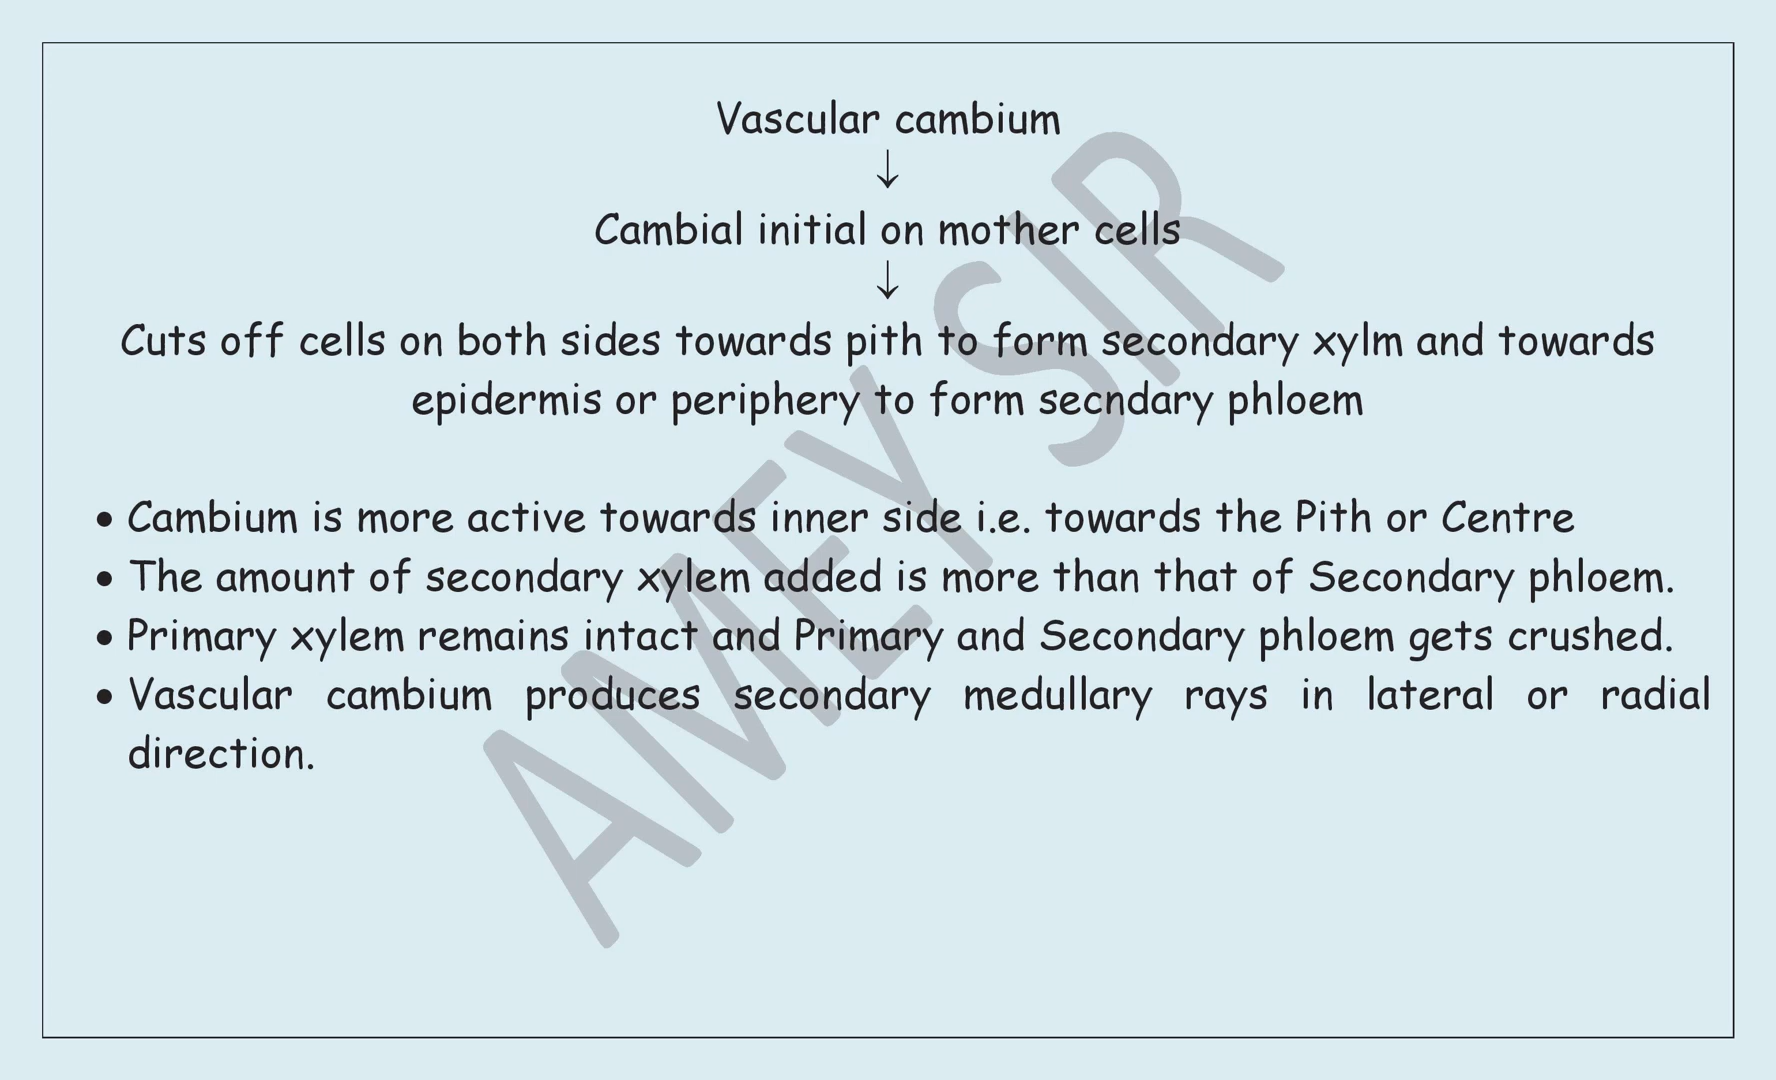 Vascular cambium
↓
Cambial initial on mother cells
↓
Cuts off cells on both sides towards pith to form secondary xylm and towards
epidermis or periphery to form secndary phloem
• Cambium is more active towards inner side i.e. towards the Pith or Centre
• The amount of secondary xylem added is more than that of Secondary phloem.
• Primary xylem remains intact and Primary and Secondary phloem gets crushed.
• Vascular cambium produces secondary medullary rays in lateral or radial
direction.
AMEY SIR